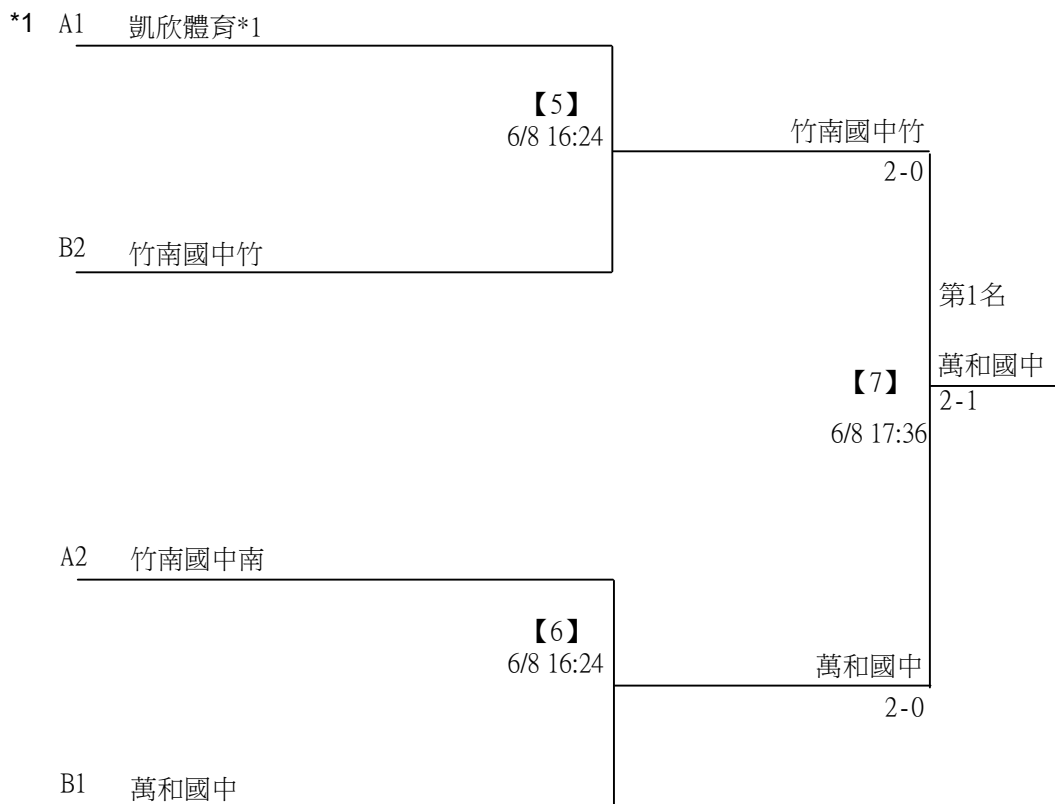 *1 A1 凱欣體育*1
【5】
6/8 16:24
竹南國中竹
2-0
B2 竹南國中竹
第1名
萬和國中
【7】
2-1
6/8 17:36
A2 竹南國中南
【6】
6/8 16:24
萬和國中
2-0
B1 萬和國中